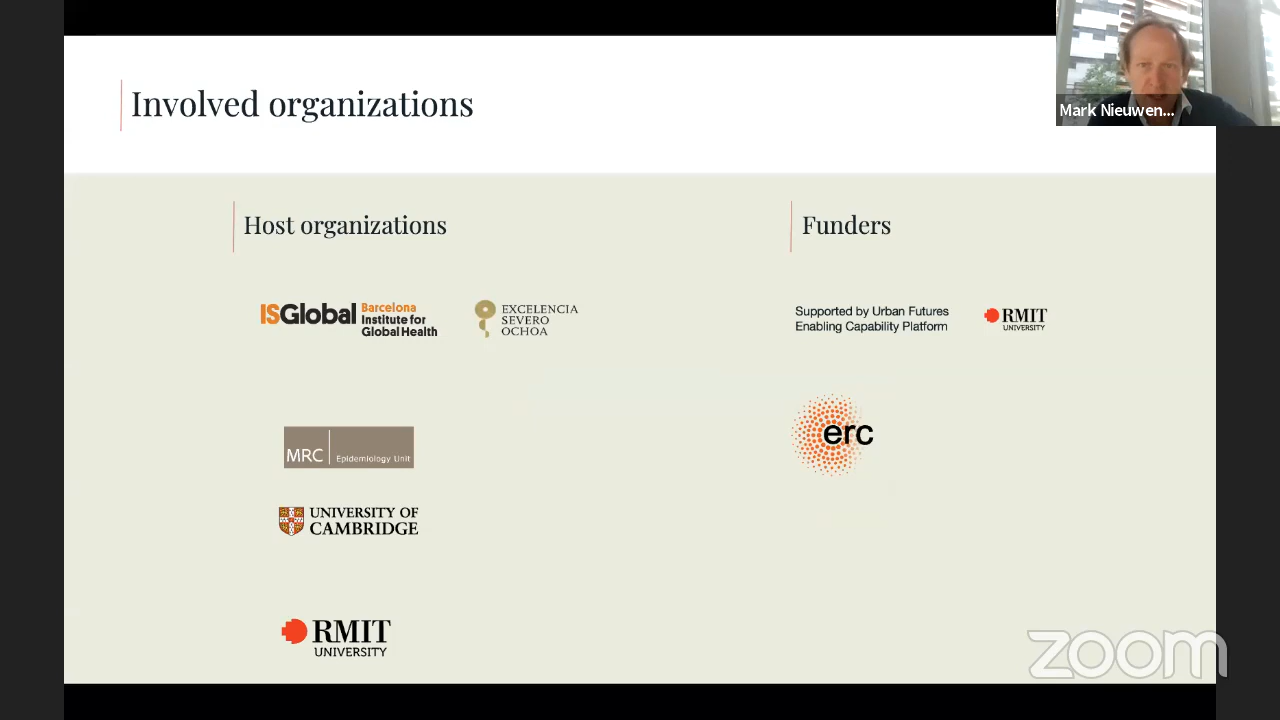 Involved organizations
Mark Nieuwen...
Host organizations
Funders
ISGlobal
Barcelona
Institute for
Global Health
EXCELENCIA
SEVERO
OCHOA
Supported by Urban Futures
Enabling Capability Platform
RMIT
UNIVERSITY
MRC
Epidemiology Unit
erc
UNIVERSITY OF
CAMBRIDGE
RMIT
UNIVERSITY
zoom